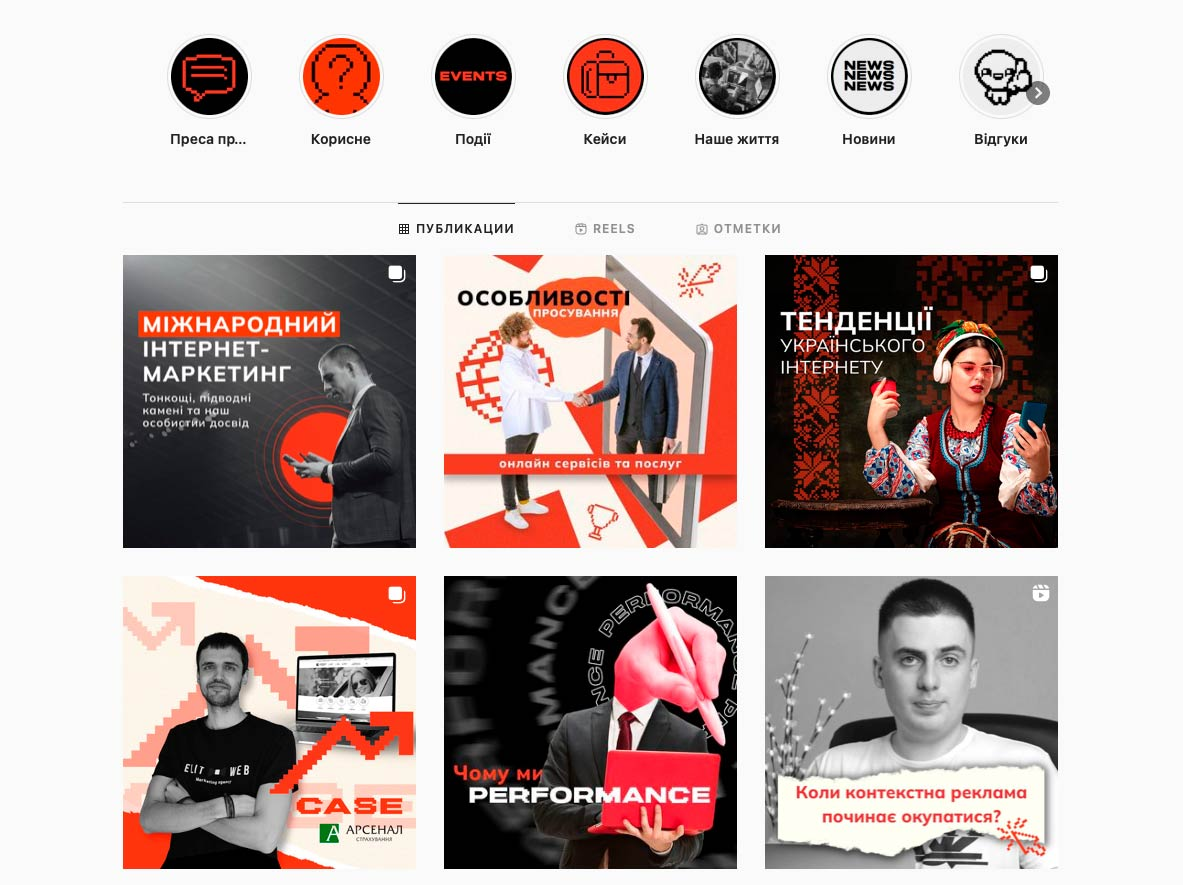 EVENTS
NEWS
NEWS
NEWS
Преса пр...
Корисне
Події
Кейси
Наше життя
Новини
Відгуки
ПУБЛИКАЦИИ
REELS
ОТМЕТКИ
МІЖНАРОДНИЙ
ІНТЕРНЕТ-
МАРКЕТИНГ
Тонкощі, підводні
камені та наш
особистий досвід
ОСОБЛИВОСТІ
ПРОСУВАННЯ
онлайн сервісів та послуг
ТЕНДЕНЦІЇ
УКРАЇНСЬКОГО
ІНТЕРНЕТУ
ELIT WEB
Marketing agency
CASE
АРСЕНАЛ
СТРАХУВАННЯ
PERFORMANCE
Чому ми
PERFORMANCE
Коли контекстна реклама
починає окупатися?